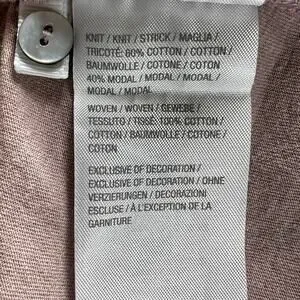 KNIT / KNIT / STRICK / MAGLIA /
TRICOTÉ: 60% COTTON / COTTON /
BAUMWOLLE / COTONE / COTON
40% MODAL / MODAL / MODAL /
MODAL / MODAL
WOVEN / WOVEN / GEWEBE /
TESSUTO / TISSÉ: 100% COTTON /
COTTON / BAUMWOLLE / COTONE /
COTON
EXCLUSIVE OF DECORATION /
EXCLUSIVE OF DECORATION / OHNE
VERZIERUNGEN / DECORAZIONI
ESCLUSE / À L'EXCEPTION DE LA
GARNITURE